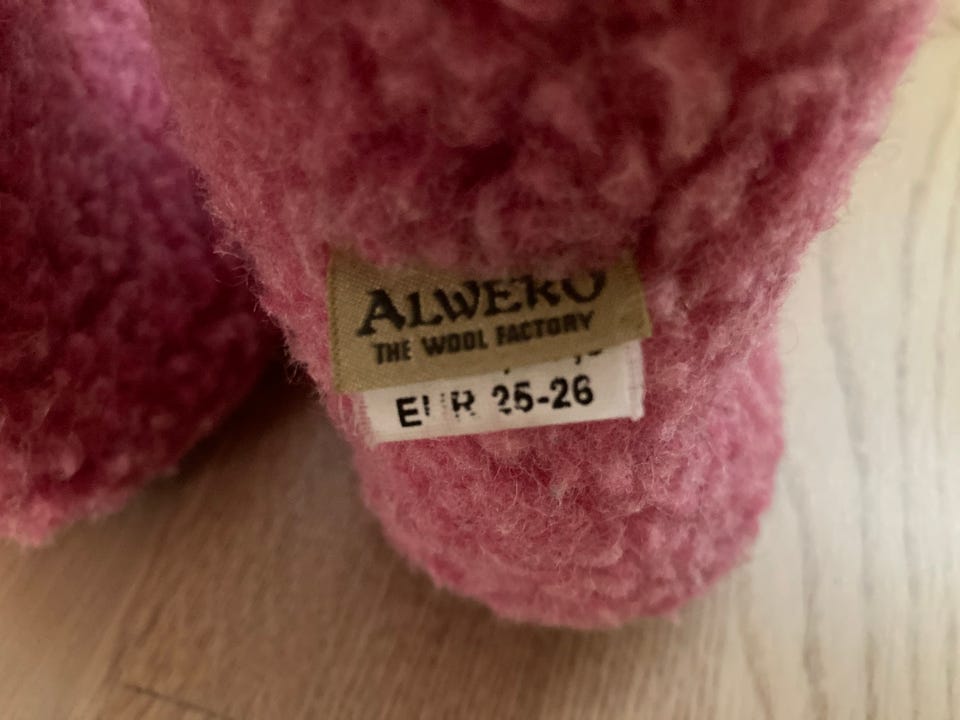 ALWERO
THE WOOL FACTORY
EUR 25-26